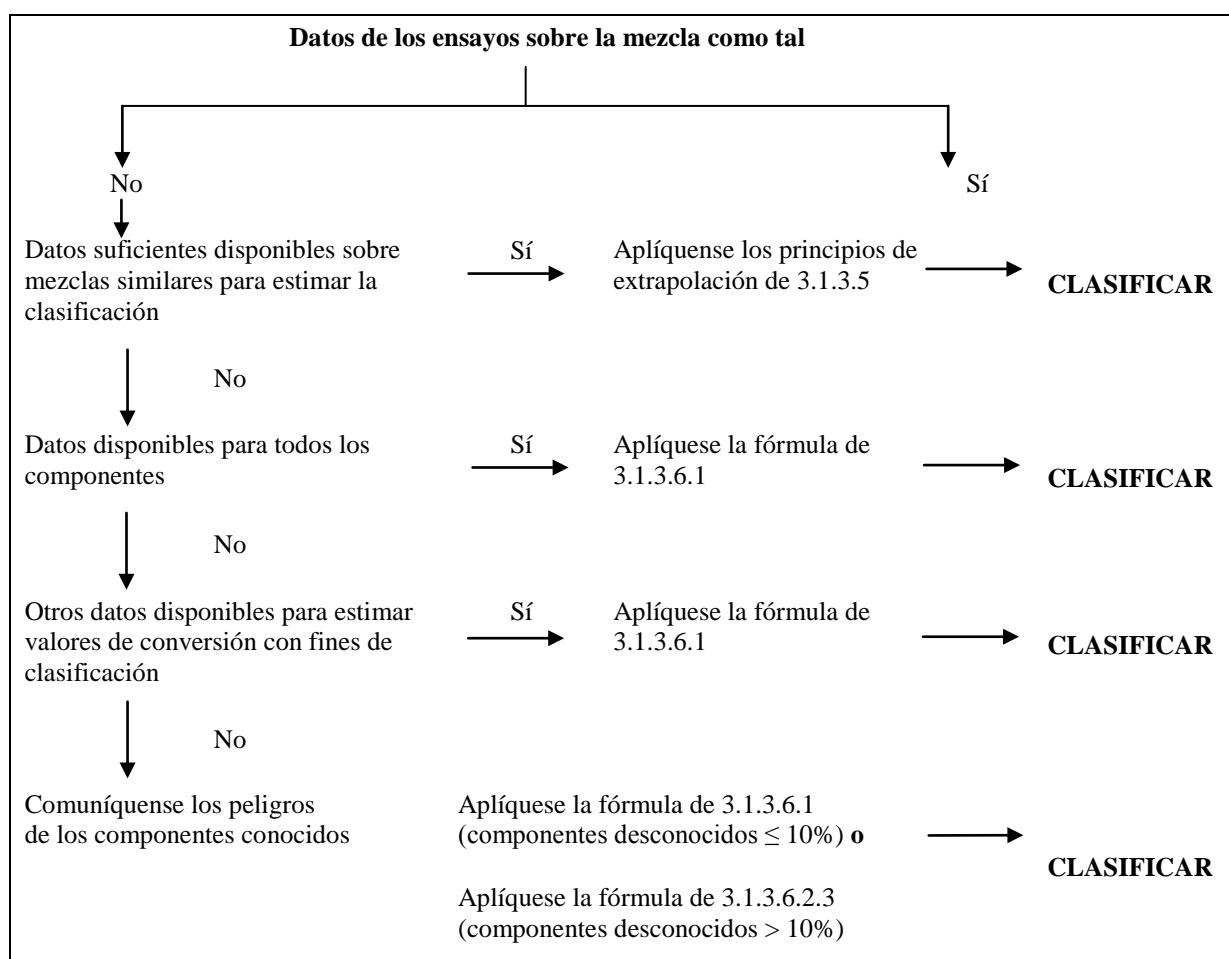 Datos de los ensayos sobre la mezcla como tal
No
Sí
Datos suficientes disponibles sobre
mezclas similares para estimar la
clasificación
Sí
Aplíquense los principios de
extrapolación de 3.1.3.5
CLASIFICAR
No
Datos disponibles para todos los
componentes
Sí
Aplíquese la fórmula de
3.1.3.6.1
CLASIFICAR
No
Otros datos disponibles para estimar
valores de conversión con fines de
clasificación
Sí
Aplíquese la fórmula de
3.1.3.6.1
CLASIFICAR
No
Comuníquense los peligros
de los componentes conocidos
Aplíquese la fórmula de 3.1.3.6.1
(componentes desconocidos ≤ 10%) o
Aplíquese la fórmula de 3.1.3.6.2.3
(componentes desconocidos > 10%)
CLASIFICAR